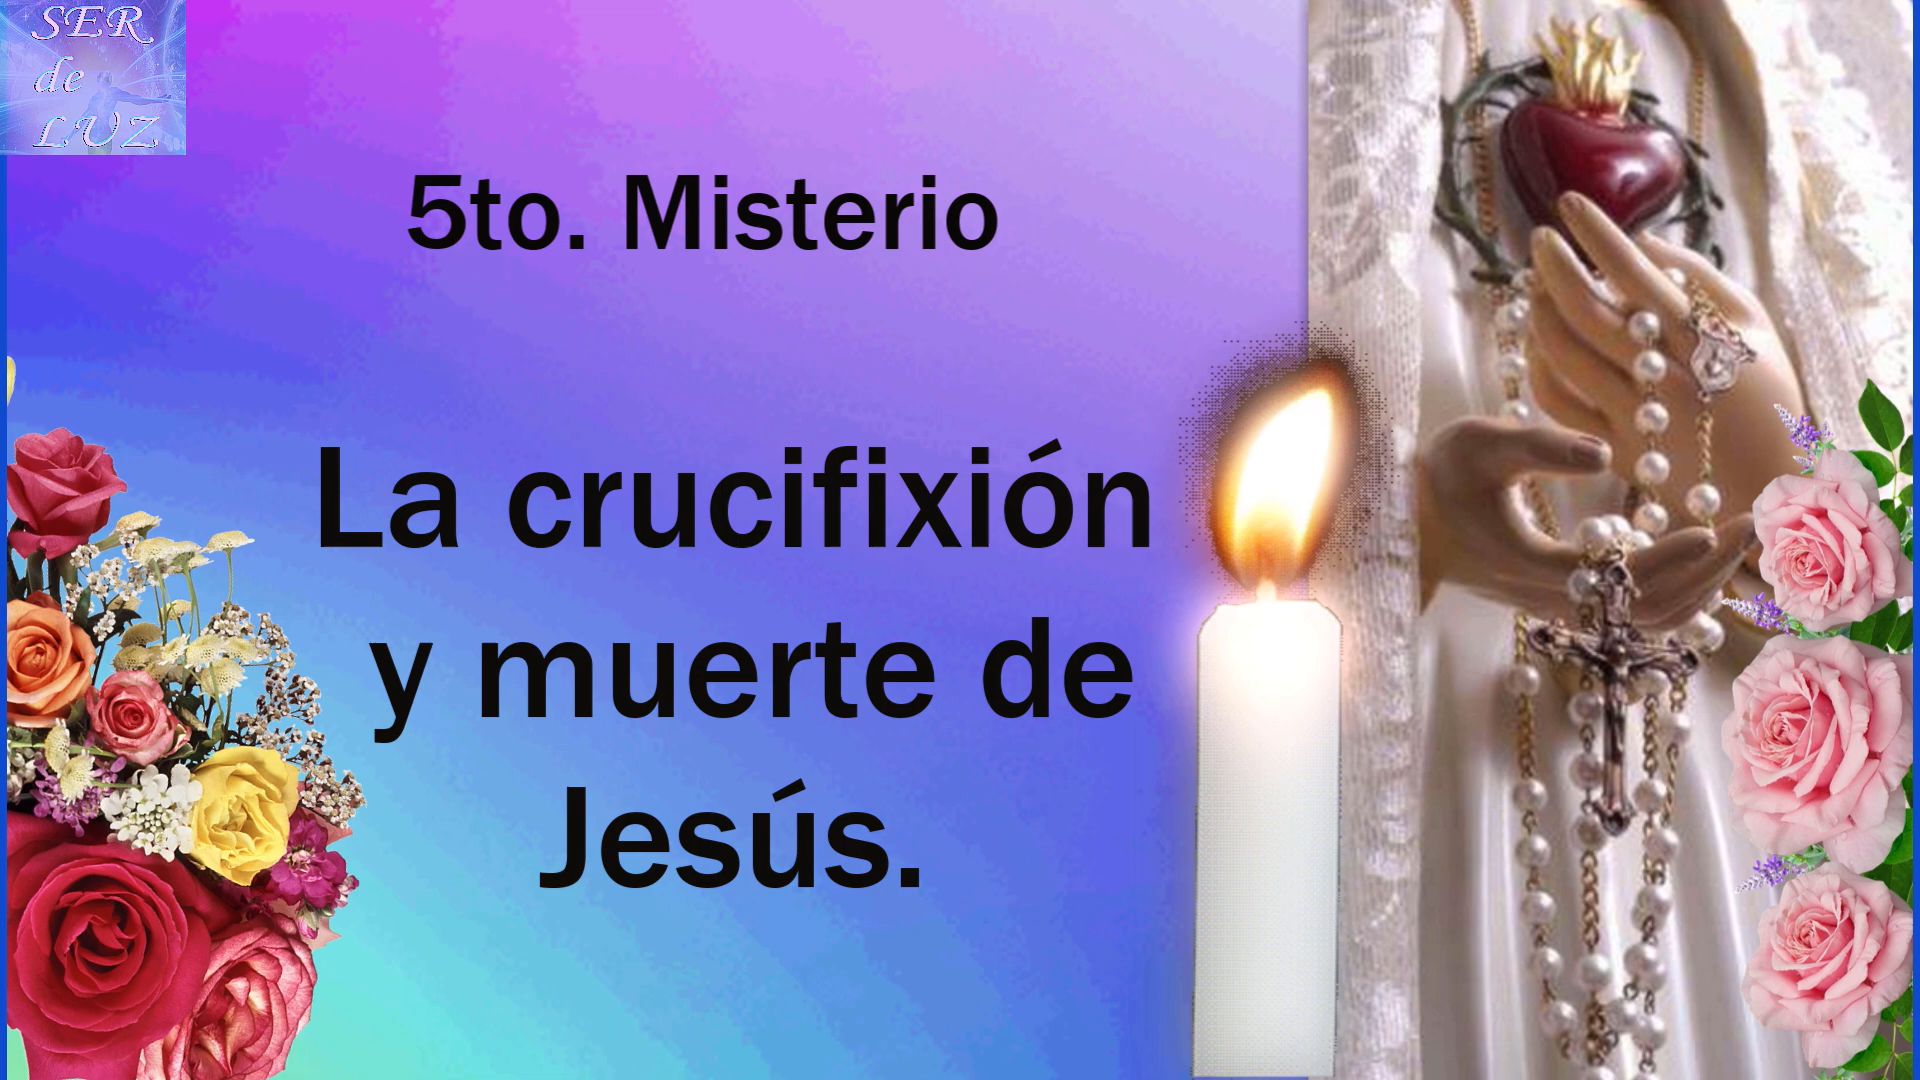 SER
de
LUZ
5to. Misterio
La crucifixión
y muerte de
Jesús.